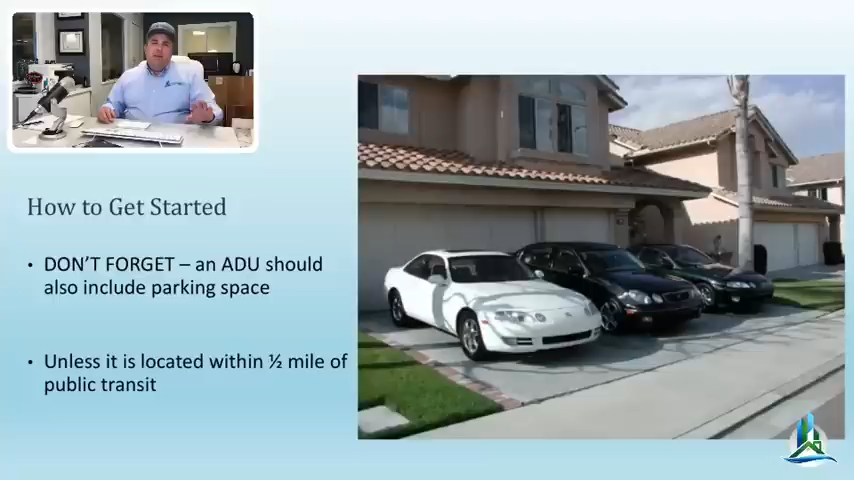 How to Get Started
• DON’T FORGET – an ADU should
also include parking space
• Unless it is located within ½ mile of
public transit